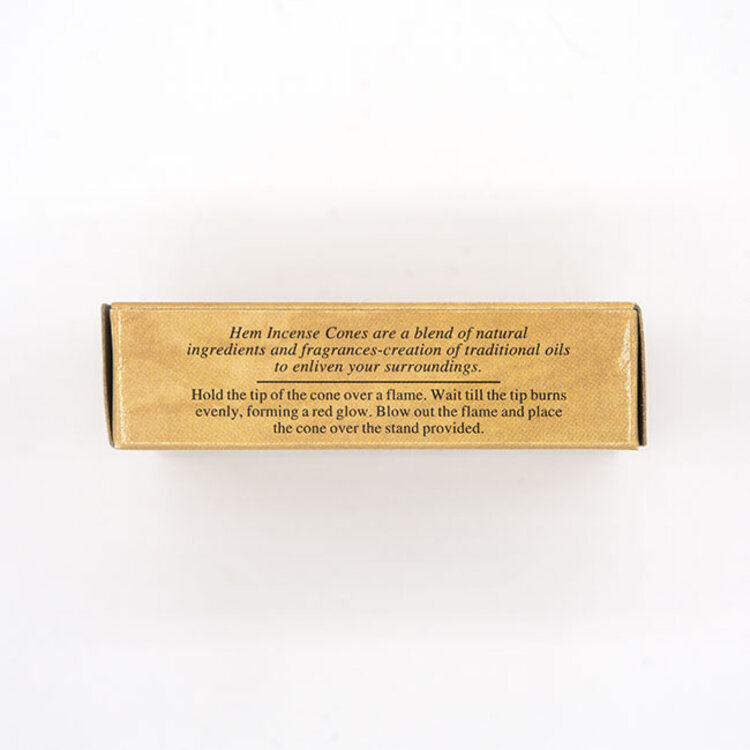 Hem Incense Cones are a blend of natural
ingredients and fragrances-creation of traditional oils
to enliven your surroundings.
Hold the tip of the cone over a flame. Wait till the tip burns
evenly, forming a red glow. Blow out the flame and place
the cone over the stand provided.